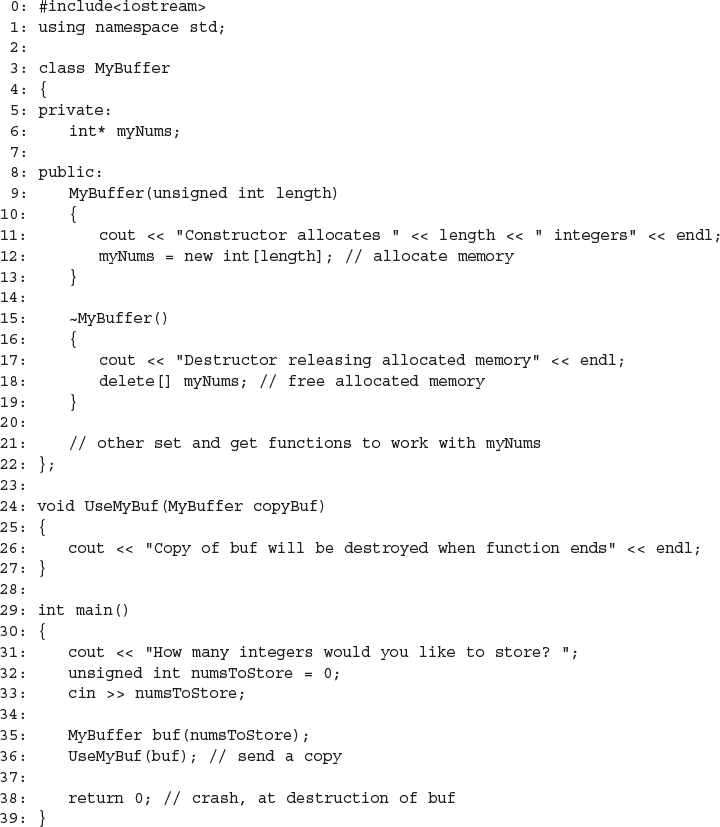 0: #include<iostream>
1: using namespace std;
2:
3: class MyBuffer
4: {
5: private:
6:    int* myNums;
7:
8: public:
9:    MyBuffer(unsigned int length)
10:    {
11:       cout << "Constructor allocates " << length << " integers" << endl;
12:       myNums = new int[length]; // allocate memory
13:    }
14:
15:    ~MyBuffer()
16:    {
17:       cout << "Destructor releasing allocated memory" << endl;
18:       delete[] myNums; // free allocated memory
19:    }
20:
21:    // other set and get functions to work with myNums
22: };
23:
24: void UseMyBuf(MyBuffer copyBuf)
25: {
26:    cout << "Copy of buf will be destroyed when function ends" << endl;
27: }
28:
29: int main()
30: {
31:    cout << "How many integers would you like to store? ";
32:    unsigned int numsToStore = 0;
33:    cin >> numsToStore;
34:
35:    MyBuffer buf(numsToStore);
36:    UseMyBuf(buf); // send a copy
37:
38:    return 0; // crash, at destruction of buf
39: }